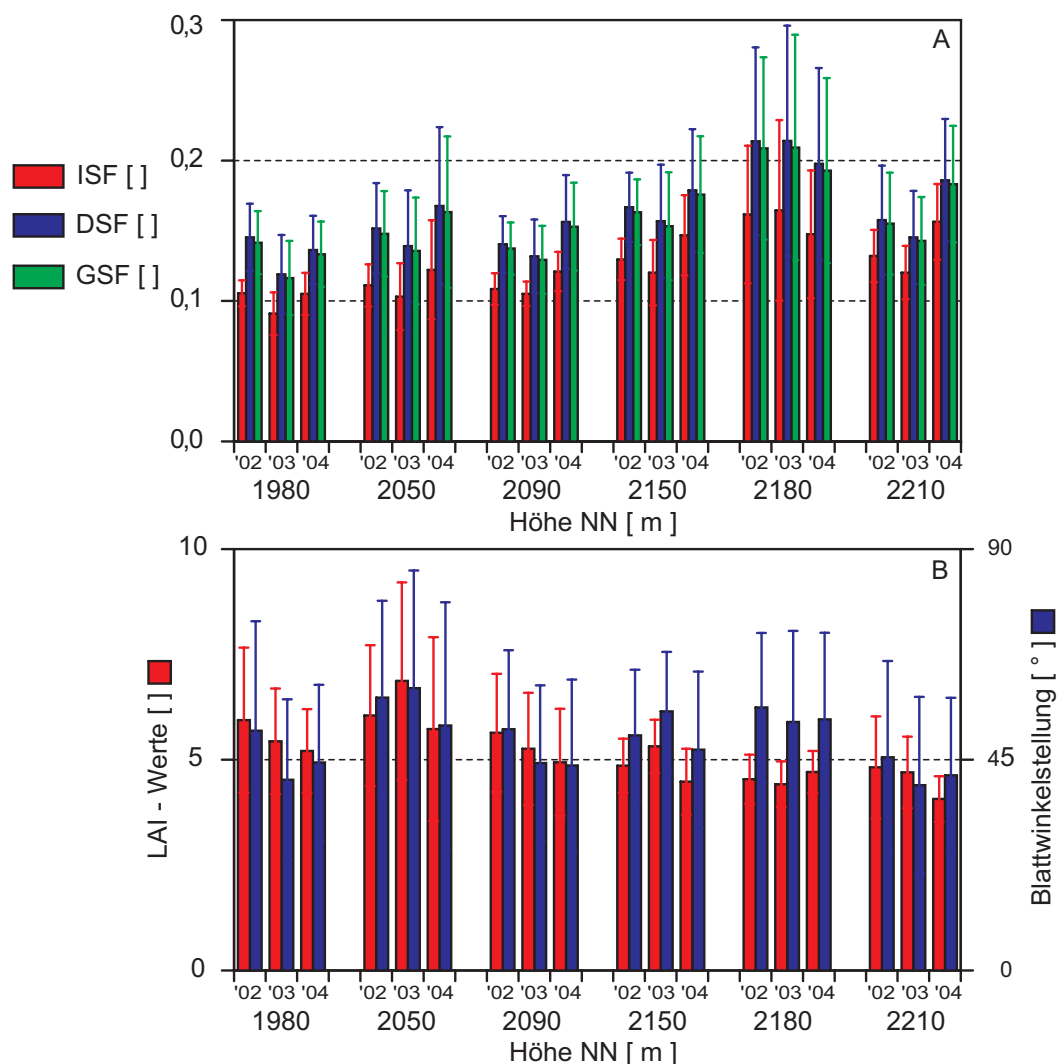 0,3
A
ISF [ ]
0,2
DSF [ ]
GSF [ ]
0,1
0,0
'02 '03 '04 '02 '03 '04 '02 '03 '04 '02 '03 '04 '02 '03 '04 '02 '03 '04
1980 2050 2090 2150 2180 2210
Höhe NN [ m ]
10
90
B
LAI - Werte [ ]
5
45
Blattwinkelstellung [ ° ]
0
0
'02 '03 '04 '02 '03 '04 '02 '03 '04 '02 '03 '04 '02 '03 '04 '02 '03 '04
1980 2050 2090 2150 2180 2210
Höhe NN [ m ]